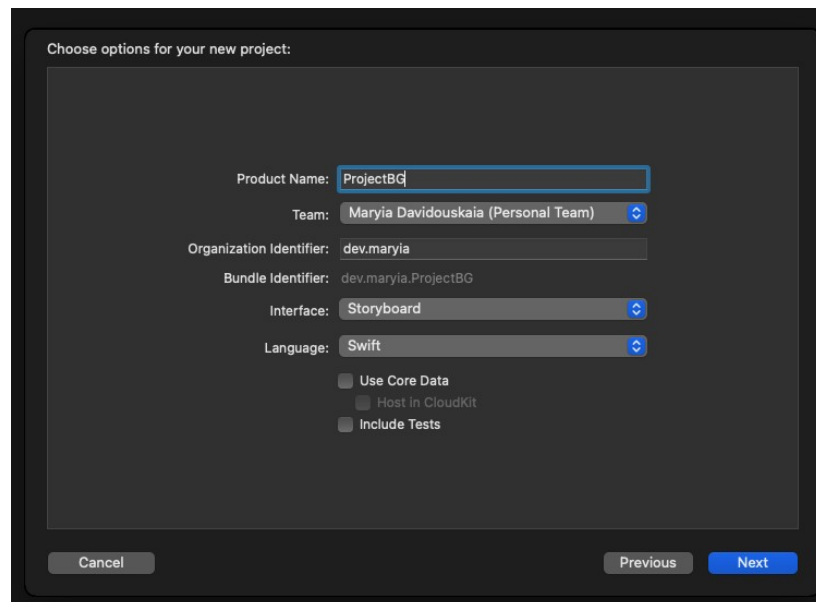 Choose options for your new project:
Product Name: ProjectBG
Team: Maryia Davidouskaia (Personal Team)
Organization Identifier: dev.maryia
Bundle Identifier: dev.maryia.ProjectBG
Interface: Storyboard
Language: Swift
Use Core Data
Host in CloudKit
Include Tests
Cancel Previous Next